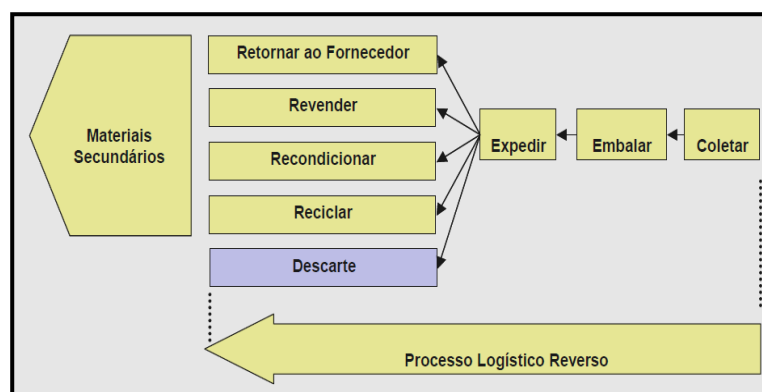 Retornar ao Fornecedor
Revender
Materiais
Secundários
Recondicionar
Expedir
Embalar
Coletar
Reciclar
Descarte
Processo Logístico Reverso